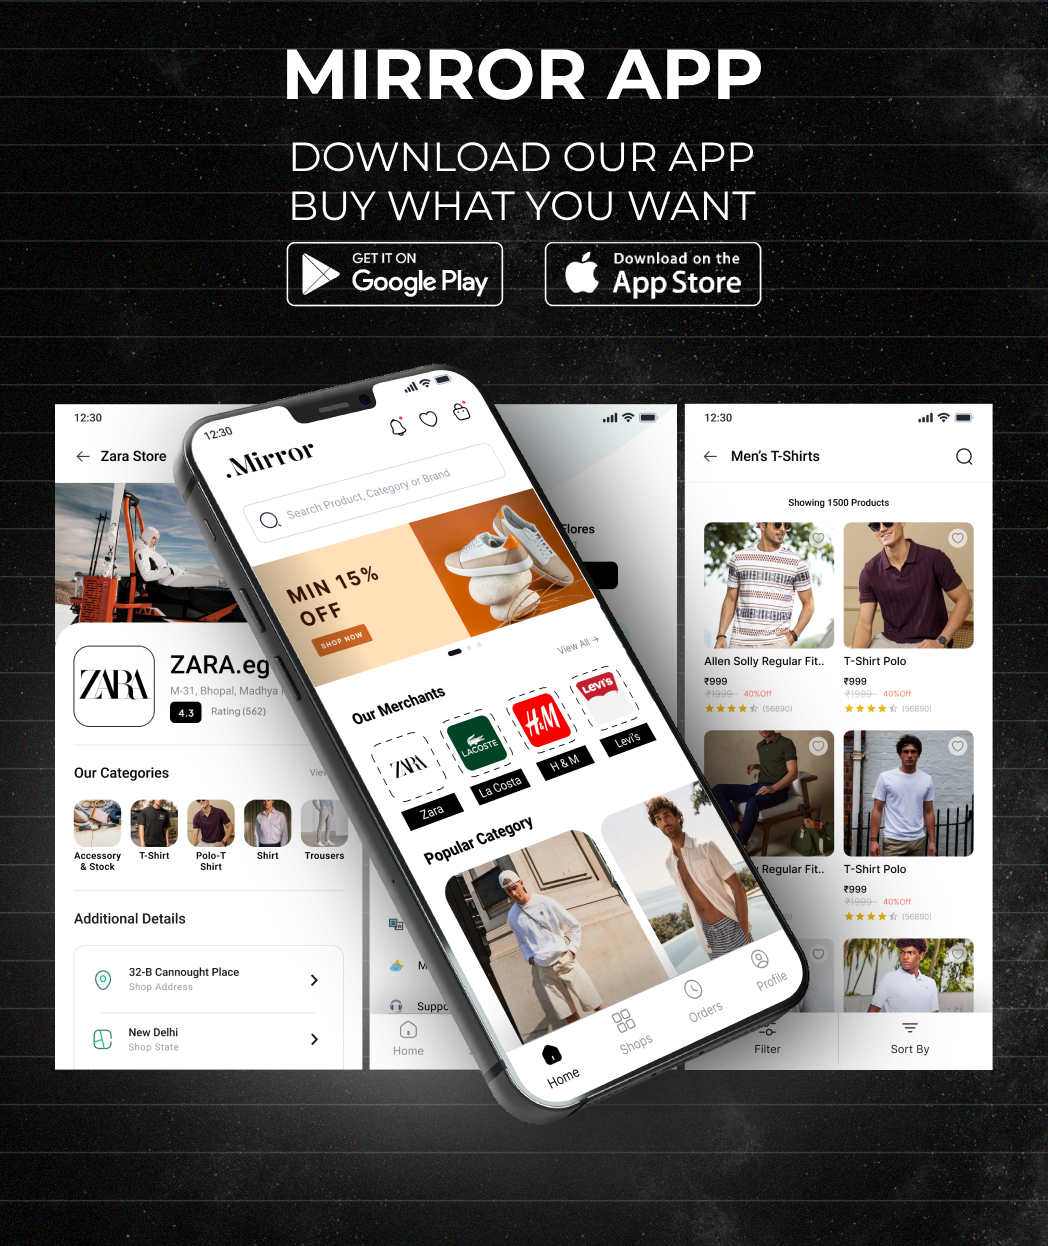 MIRROR APP
DOWNLOAD OUR APP
BUY WHAT YOU WANT
GET IT ON
Google Play
Download on the
App Store
12:30
Zara Store
ZARA
ZARA.eg
M-31, Bhopal, Madhya
4.3
Rating (562)
Our Categories
Accessory
& Stock
T-Shirt
Polo-T
Shirt
Shirt
Trousers
Additional Details
32-B Cannought Place
Shop Address
New Delhi
Shop State
12:30
.Mirror
Search Product, Category or Brand
MIN 15%
OFF
SHOP NOW
View All →
Our Merchants
ZARA
LACOSTE
H&M
Levi's
Zara
La Costa
H & M
Levi's
Popular Category
Home
Shops
Orders
Profile
Flores
Home
12:30
Men's T-Shirts
Showing 1500 Products
Allen Solly Regular Fit..
₹999
₹1999 40%Off
(56890)
T-Shirt Polo
₹999
₹1999 40%Off
(56890)
Regular Fit..
T-Shirt Polo
₹999
₹1999 40%Off
(56890)
Filter
Sort By